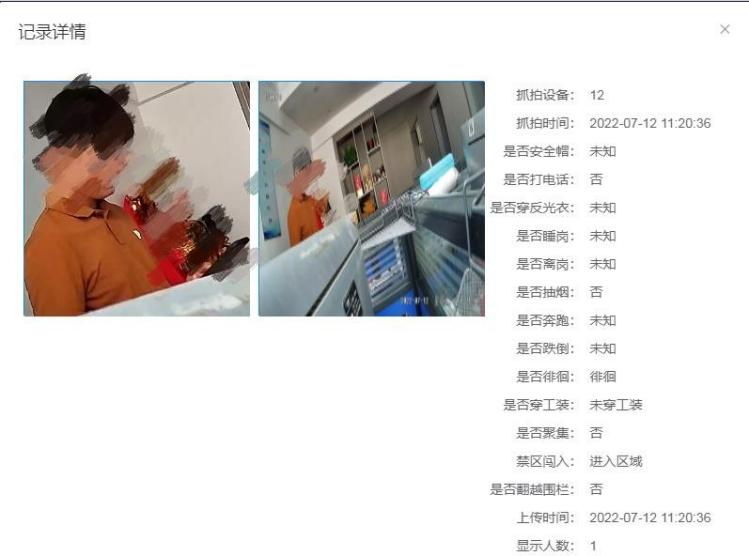 记录详情
×
抓拍设备： 12
抓拍时间： 2022-07-12 11:20:36
是否安全帽： 未知
是否打电话： 否
是否穿反光衣： 未知
是否睡岗： 未知
是否离岗： 未知
是否抽烟： 否
是否奔跑： 未知
是否跌倒： 未知
是否徘徊： 徘徊
是否穿工装： 未穿工装
是否聚集： 否
禁区闯入： 进入区域
是否翻越围栏： 否
上传时间： 2022-07-12 11:20:36
显示人数： 1
2022-07-12